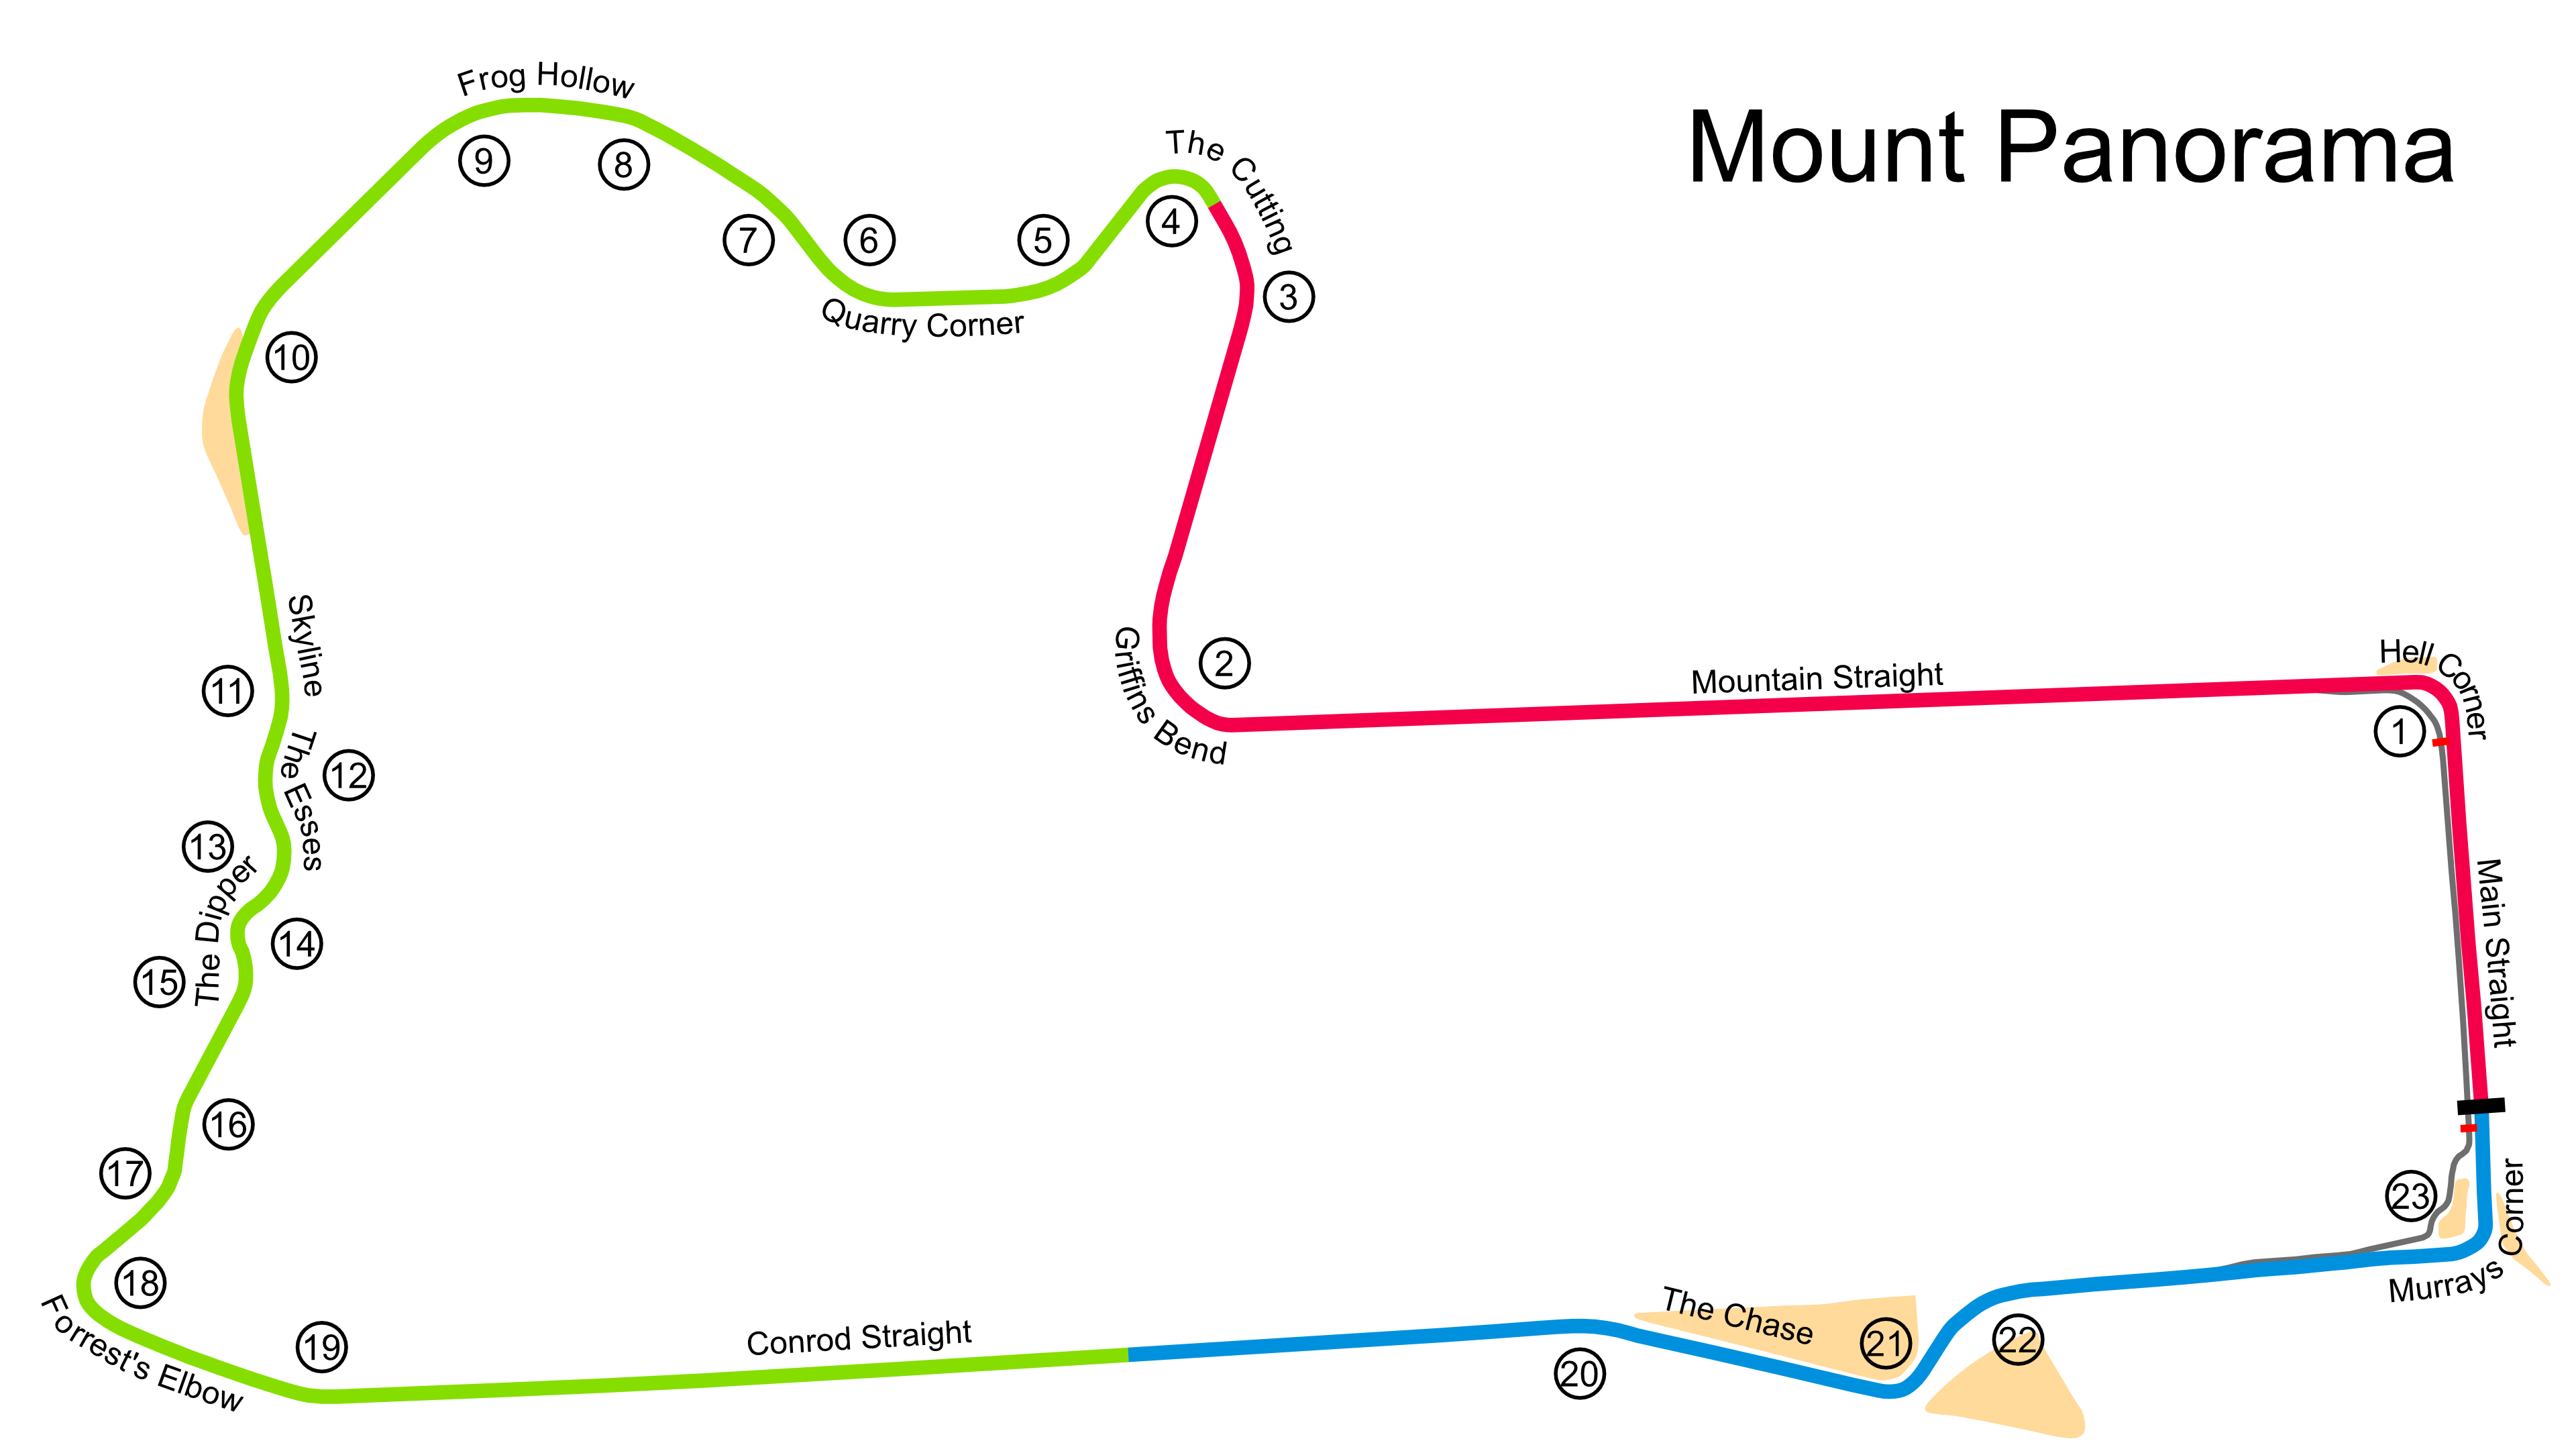 Mount Panorama
Frog Hollow
The Cutting
9
8
7
6
5
4
3
Quarry Corner
10
Skyline
11
Griffins Bend
2
Mountain Straight
Hell Corner
1
The Esses
12
13
The Dipper
14
15
Main Straight
16
17
18
Forrest's Elbow
19
Conrod Straight
20
The Chase
21
22
23
Murrays Corner